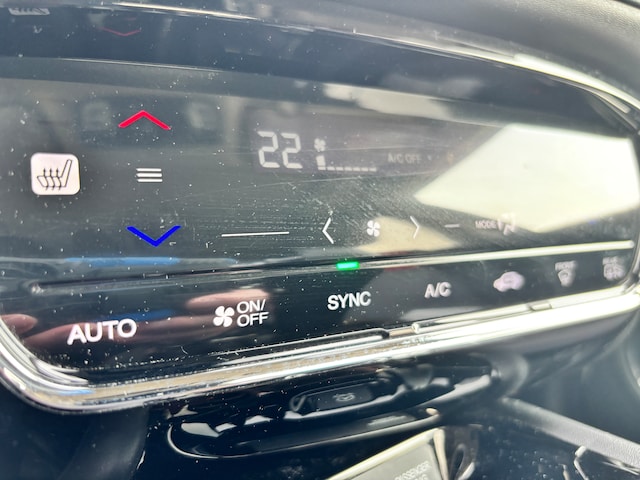 22
A/C OFF
MODE
AUTO
ON/
OFF
SYNC
A/C